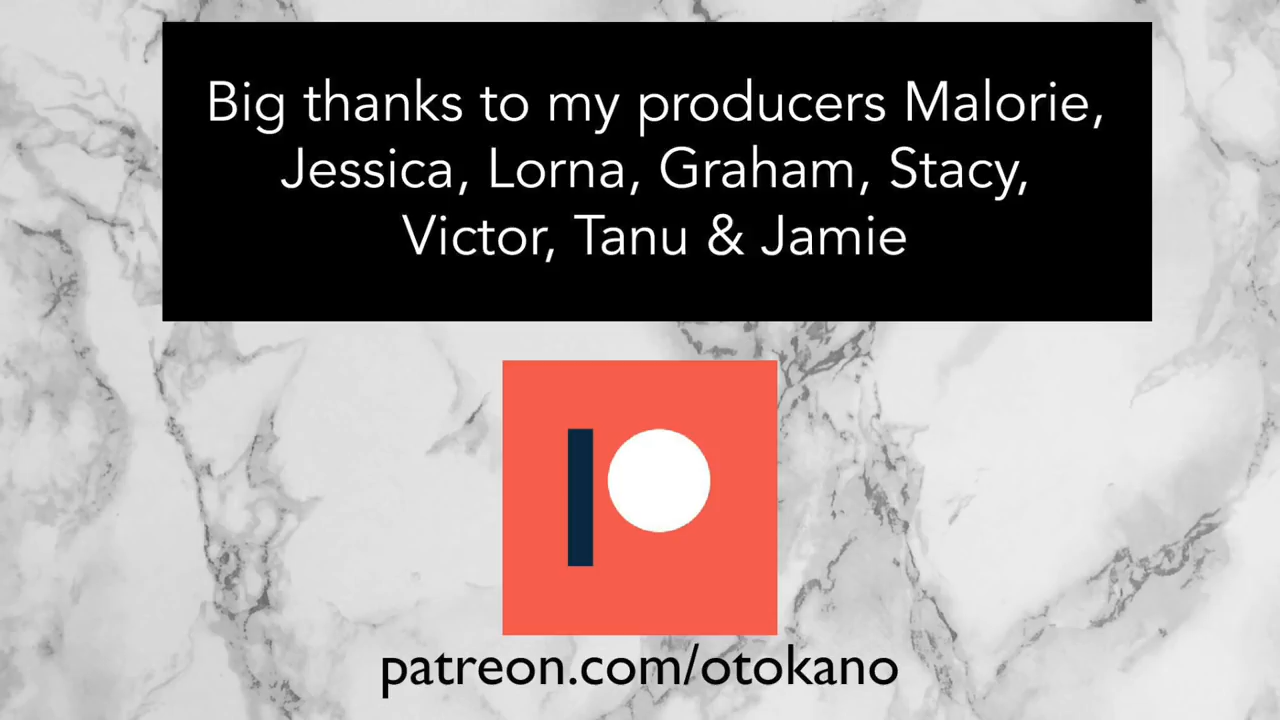 Big thanks to my producers Malorie,
Jessica, Lorna, Graham, Stacy,
Victor, Tanu & Jamie
patreon.com/otokano